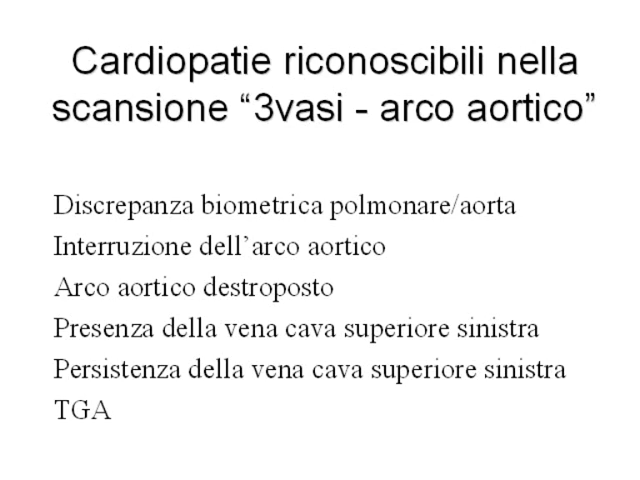 Cardiopatie riconoscibili nella
scansione “3vasi - arco aortico”
Discrepanza biometrica polmonare/aorta
Interruzione dell’arco aortico
Arco aortico destroposto
Presenza della vena cava superiore sinistra
Persistenza della vena cava superiore sinistra
TGA